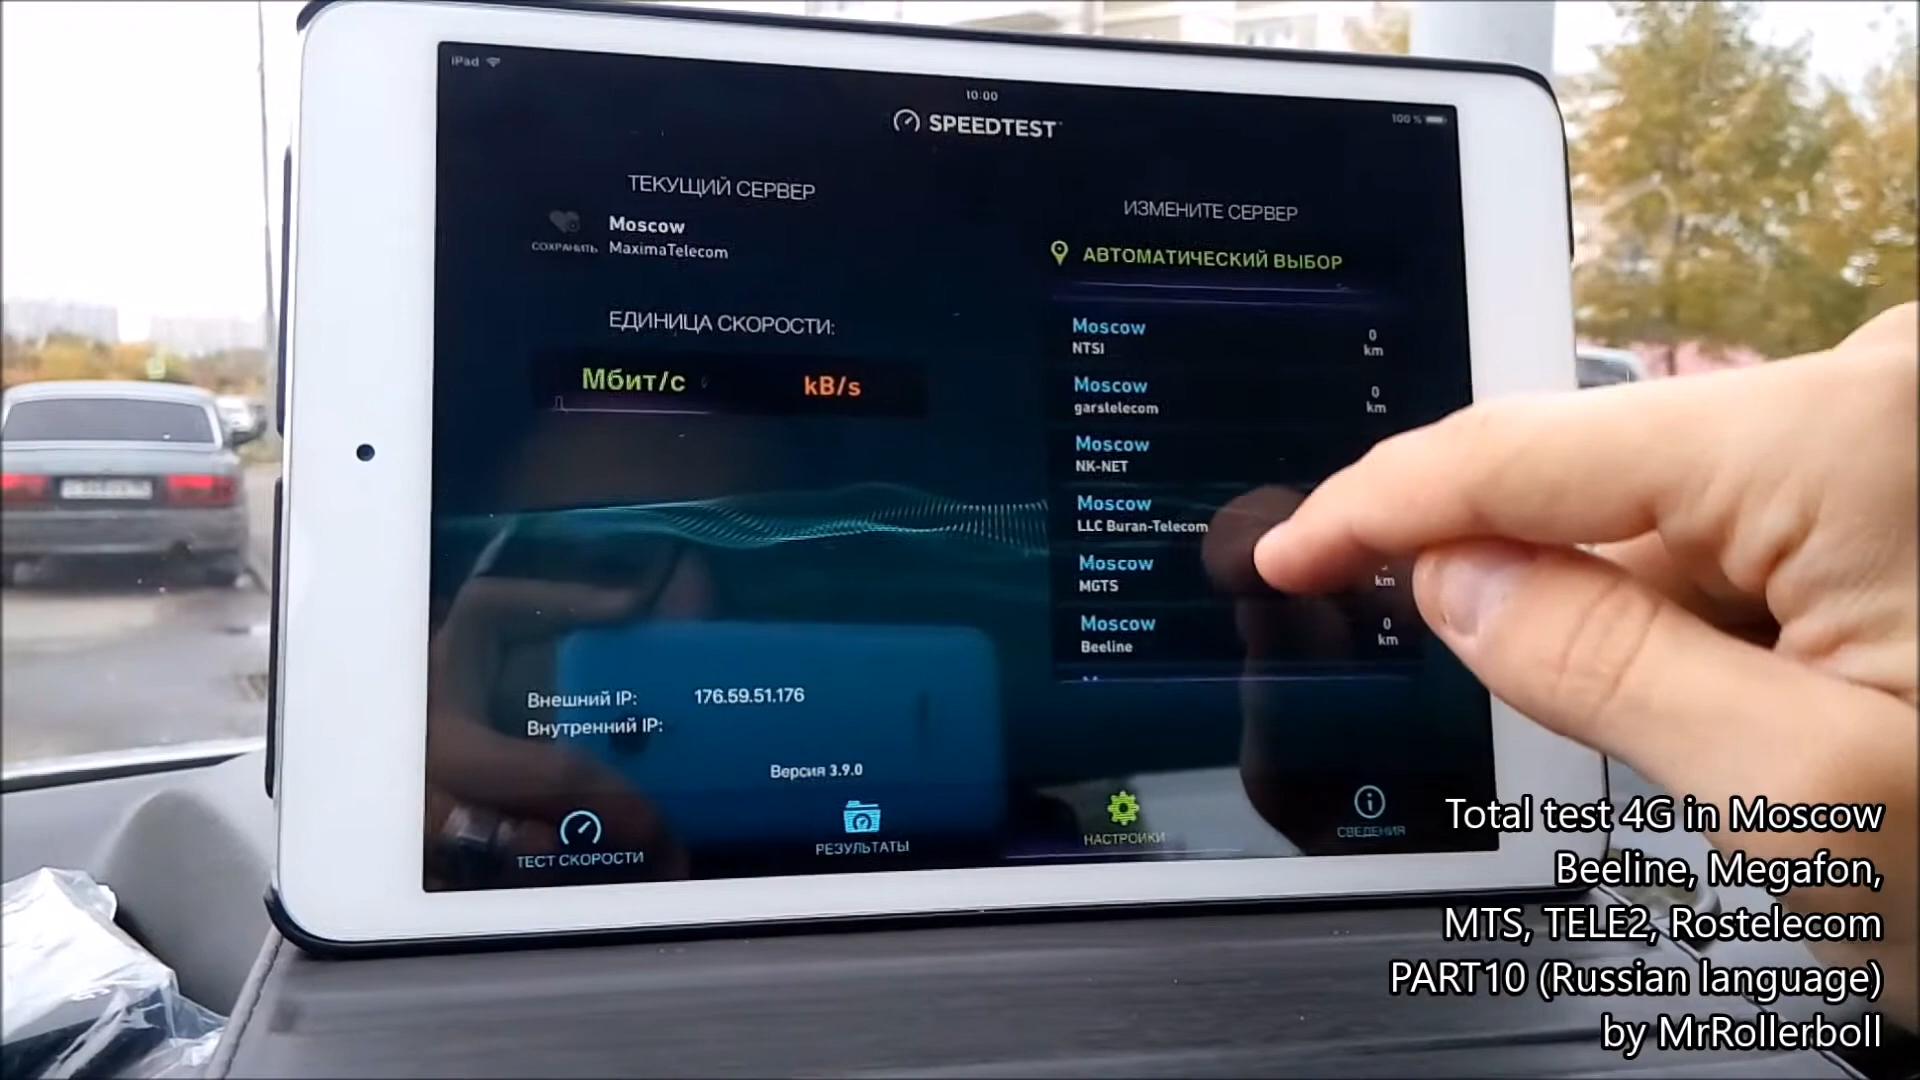 iPad
10:00
100 %
SPEEDTEST
ТЕКУЩИЙ СЕРВЕР
СОХРАНИТЬ
Moscow
MaximaTelecom
ЕДИНИЦА СКОРОСТИ:
Мбит/с
kB/s
ИЗМЕНИТЕ СЕРВЕР
АВТОМАТИЧЕСКИЙ ВЫБОР
Moscow
NTSI
0
km
Moscow
garstelecom
0
km
Moscow
NK-NET
Moscow
LLC Buran-Telecom
Moscow
MGTS
km
Moscow
Beeline
0
km
Внешний IP: 176.59.51.176
Внутренний IP:
Версия 3.9.0
ТЕСТ СКОРОСТИ
РЕЗУЛЬТАТЫ
НАСТРОЙКИ
СВЕДЕНИЯ
Total test 4G in Moscow
Beeline, Megafon,
MTS, TELE2, Rostelecom
PART10 (Russian language)
by MrRollerboll